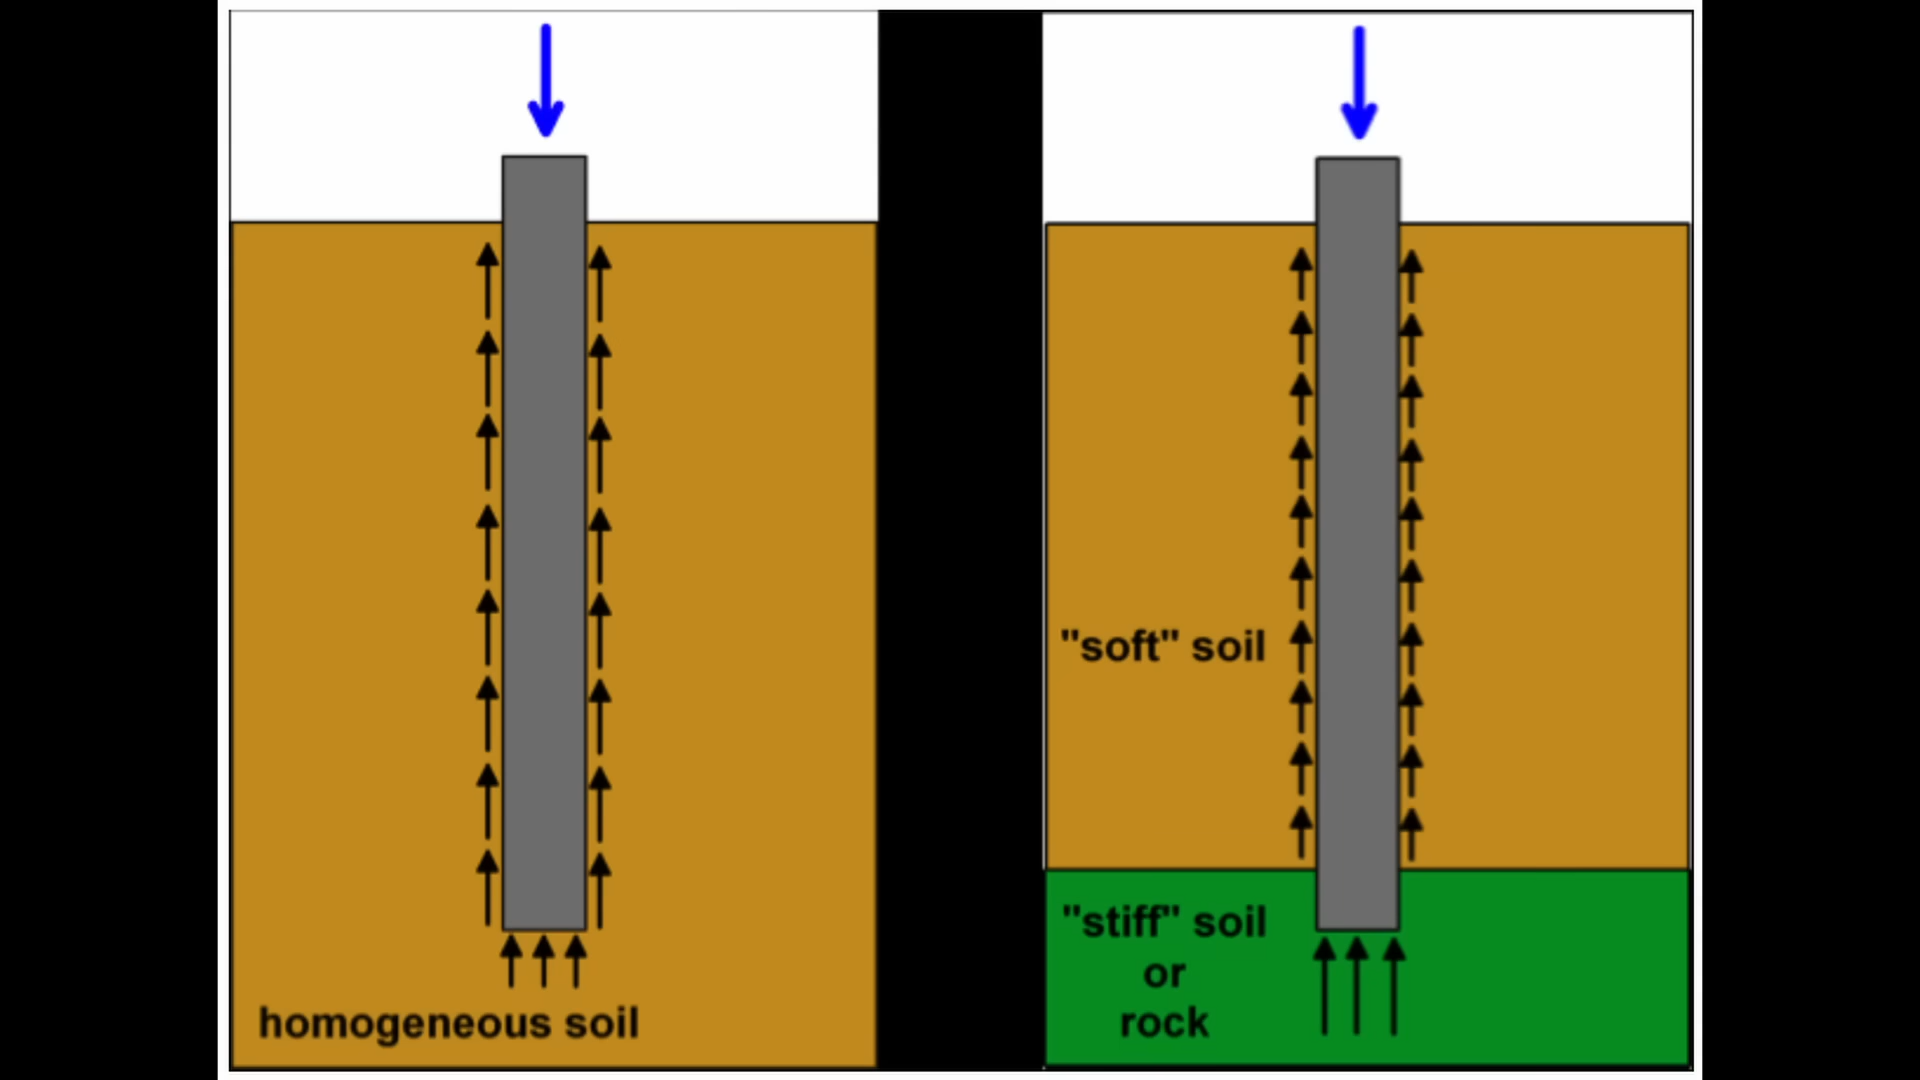 homogeneous soil
"soft" soil
"stiff" soil
or
rock